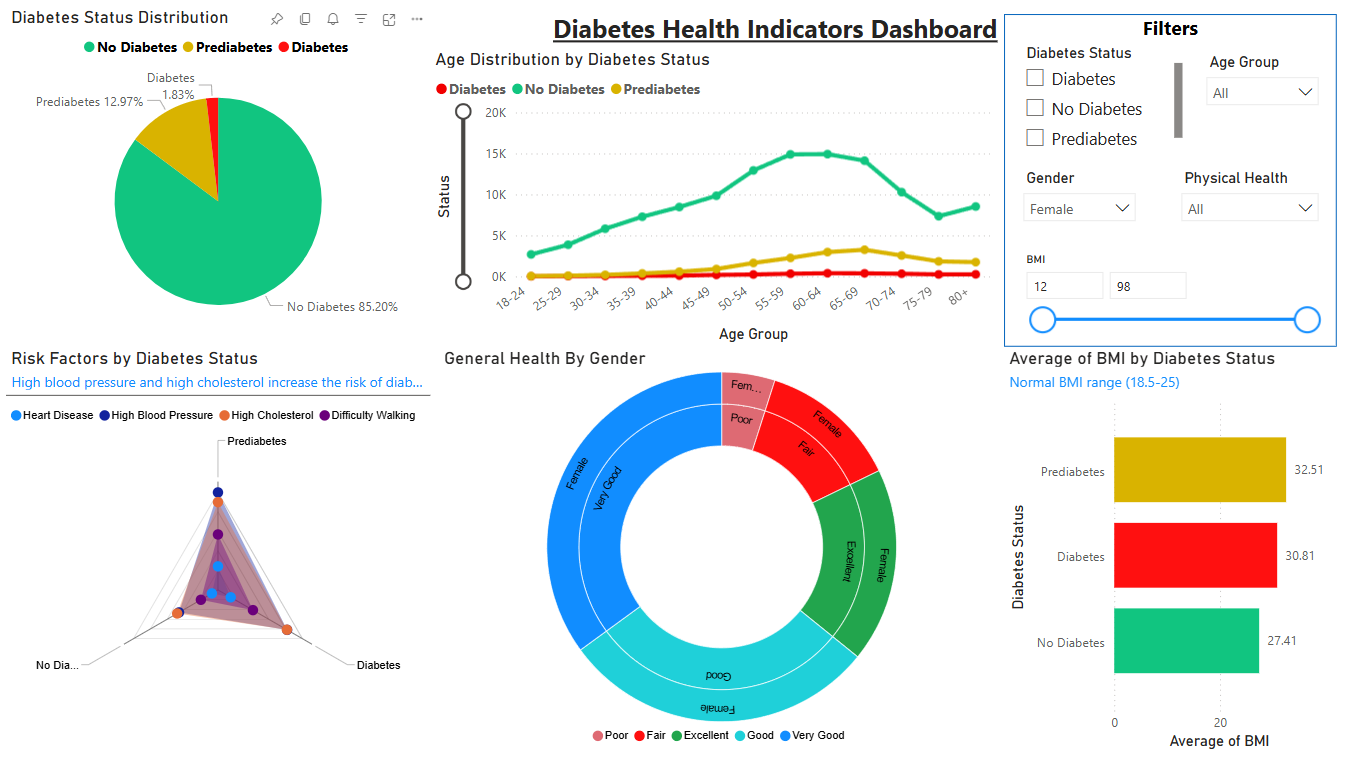 Diabetes Status Distribution
No Diabetes Prediabetes Diabetes
Diabetes
1.83%
Prediabetes 12.97%
No Diabetes 85.20%
Diabetes Health Indicators Dashboard
Age Distribution by Diabetes Status
Diabetes No Diabetes Prediabetes
Status
20K
15K
10K
5K
0K
18-24 25-29 30-34 35-39 40-44 45-49 50-54 55-59 60-64 65-69 70-74 75-79 80+
Age Group
Filters
Diabetes Status
Diabetes
No Diabetes
Prediabetes
Age Group
All
Gender
Female
Physical Health
All
BMI
12 98
Risk Factors by Diabetes Status
High blood pressure and high cholesterol increase the risk of diab...
Heart Disease High Blood Pressure High Cholesterol Difficulty Walking
Prediabetes
No Dia...
Diabetes
General Health By Gender
Fem...
Poor
Female
Fair
Female
Excellent
Female
Good
Female
Very Good
Poor Fair Excellent Good Very Good
Average of BMI by Diabetes Status
Normal BMI range (18.5-25)
Diabetes Status
Prediabetes 32.51
Diabetes 30.81
No Diabetes 27.41
0 20
Average of BMI